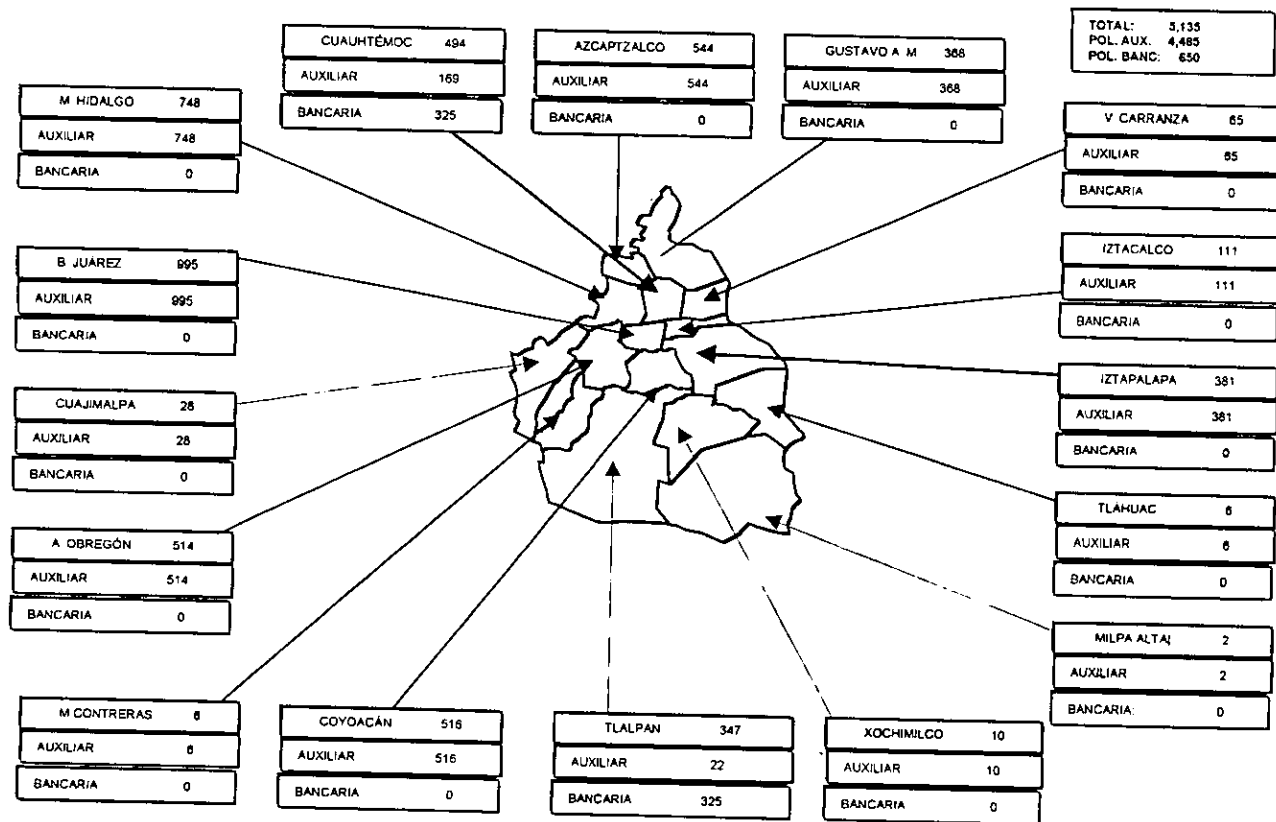 CUAUHTÉMOC 494
AUXILIAR 169
BANCARIA 325
AZCAPTZALCO 544
AUXILIAR 544
BANCARIA 0
GUSTAVO A M 368
AUXILIAR 368
BANCARIA 0
TOTAL: 5,135
POL. AUX. 4,485
POL. BANC: 650
M HIDALGO 748
AUXILIAR 748
BANCARIA 0
V CARRANZA 65
AUXILIAR 65
BANCARIA 0
B JUÁREZ 995
AUXILIAR 995
BANCARIA 0
IZTACALCO 111
AUXILIAR 111
BANCARIA 0
CUAJIMALPA 28
AUXILIAR 28
BANCARIA 0
IZTAPALAPA 381
AUXILIAR 381
BANCARIA 0
A OBREGÓN 514
AUXILIAR 514
BANCARIA 0
TLÁHUAC 6
AUXILIAR 6
BANCARIA 0
MILPA ALTA 2
AUXILIAR 2
BANCARIA: 0
M CONTRERAS 6
AUXILIAR 6
BANCARIA 0
COYOACÁN 516
AUXILIAR 516
BANCARIA 0
TLALPAN 347
AUXILIAR 22
BANCARIA 325
XOCHIMILCO 10
AUXILIAR 10
BANCARIA 0